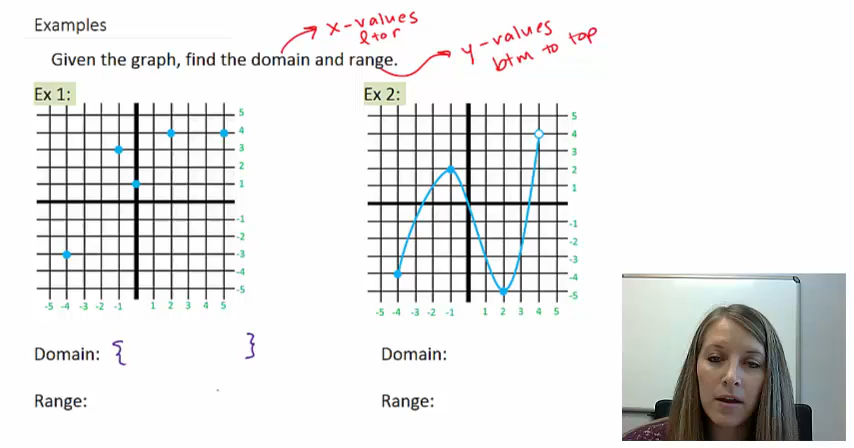 Examples
x-values
l to r
Given the graph, find the domain and range.
y-values
btm to top
Ex 1:
5
4
3
2
1
-1
-2
-3
-4
-5
-5 -4 -3 -2 -1 1 2 3 4 5
Domain: { }
Range:
Ex 2:
5
4
3
2
1
-1
-2
-3
-4
-5
-5 -4 -3 -2 -1 1 2 3 4 5
Domain:
Range: